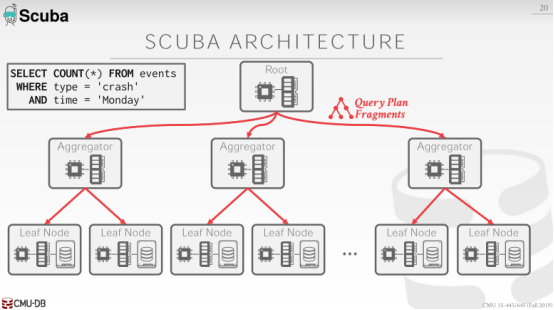 Scuba
20
SCUBA ARCHITECTURE
SELECT COUNT(*) FROM events
WHERE type = 'crash'
AND time = 'Monday'
Root
Query Plan
Fragments
Aggregator
Aggregator
Aggregator
Leaf Node
Leaf Node
Leaf Node
Leaf Node
...
Leaf Node
Leaf Node
CMU·DB
CMU 15-445/645 (Fall 2019)